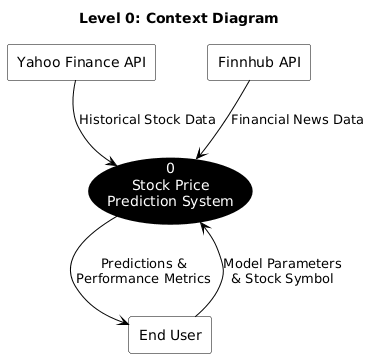 Level 0: Context Diagram
Yahoo Finance API
Finnhub API
Historical Stock Data
Financial News Data
0
Stock Price
Prediction System
Predictions &
Performance Metrics
Model Parameters
& Stock Symbol
End User